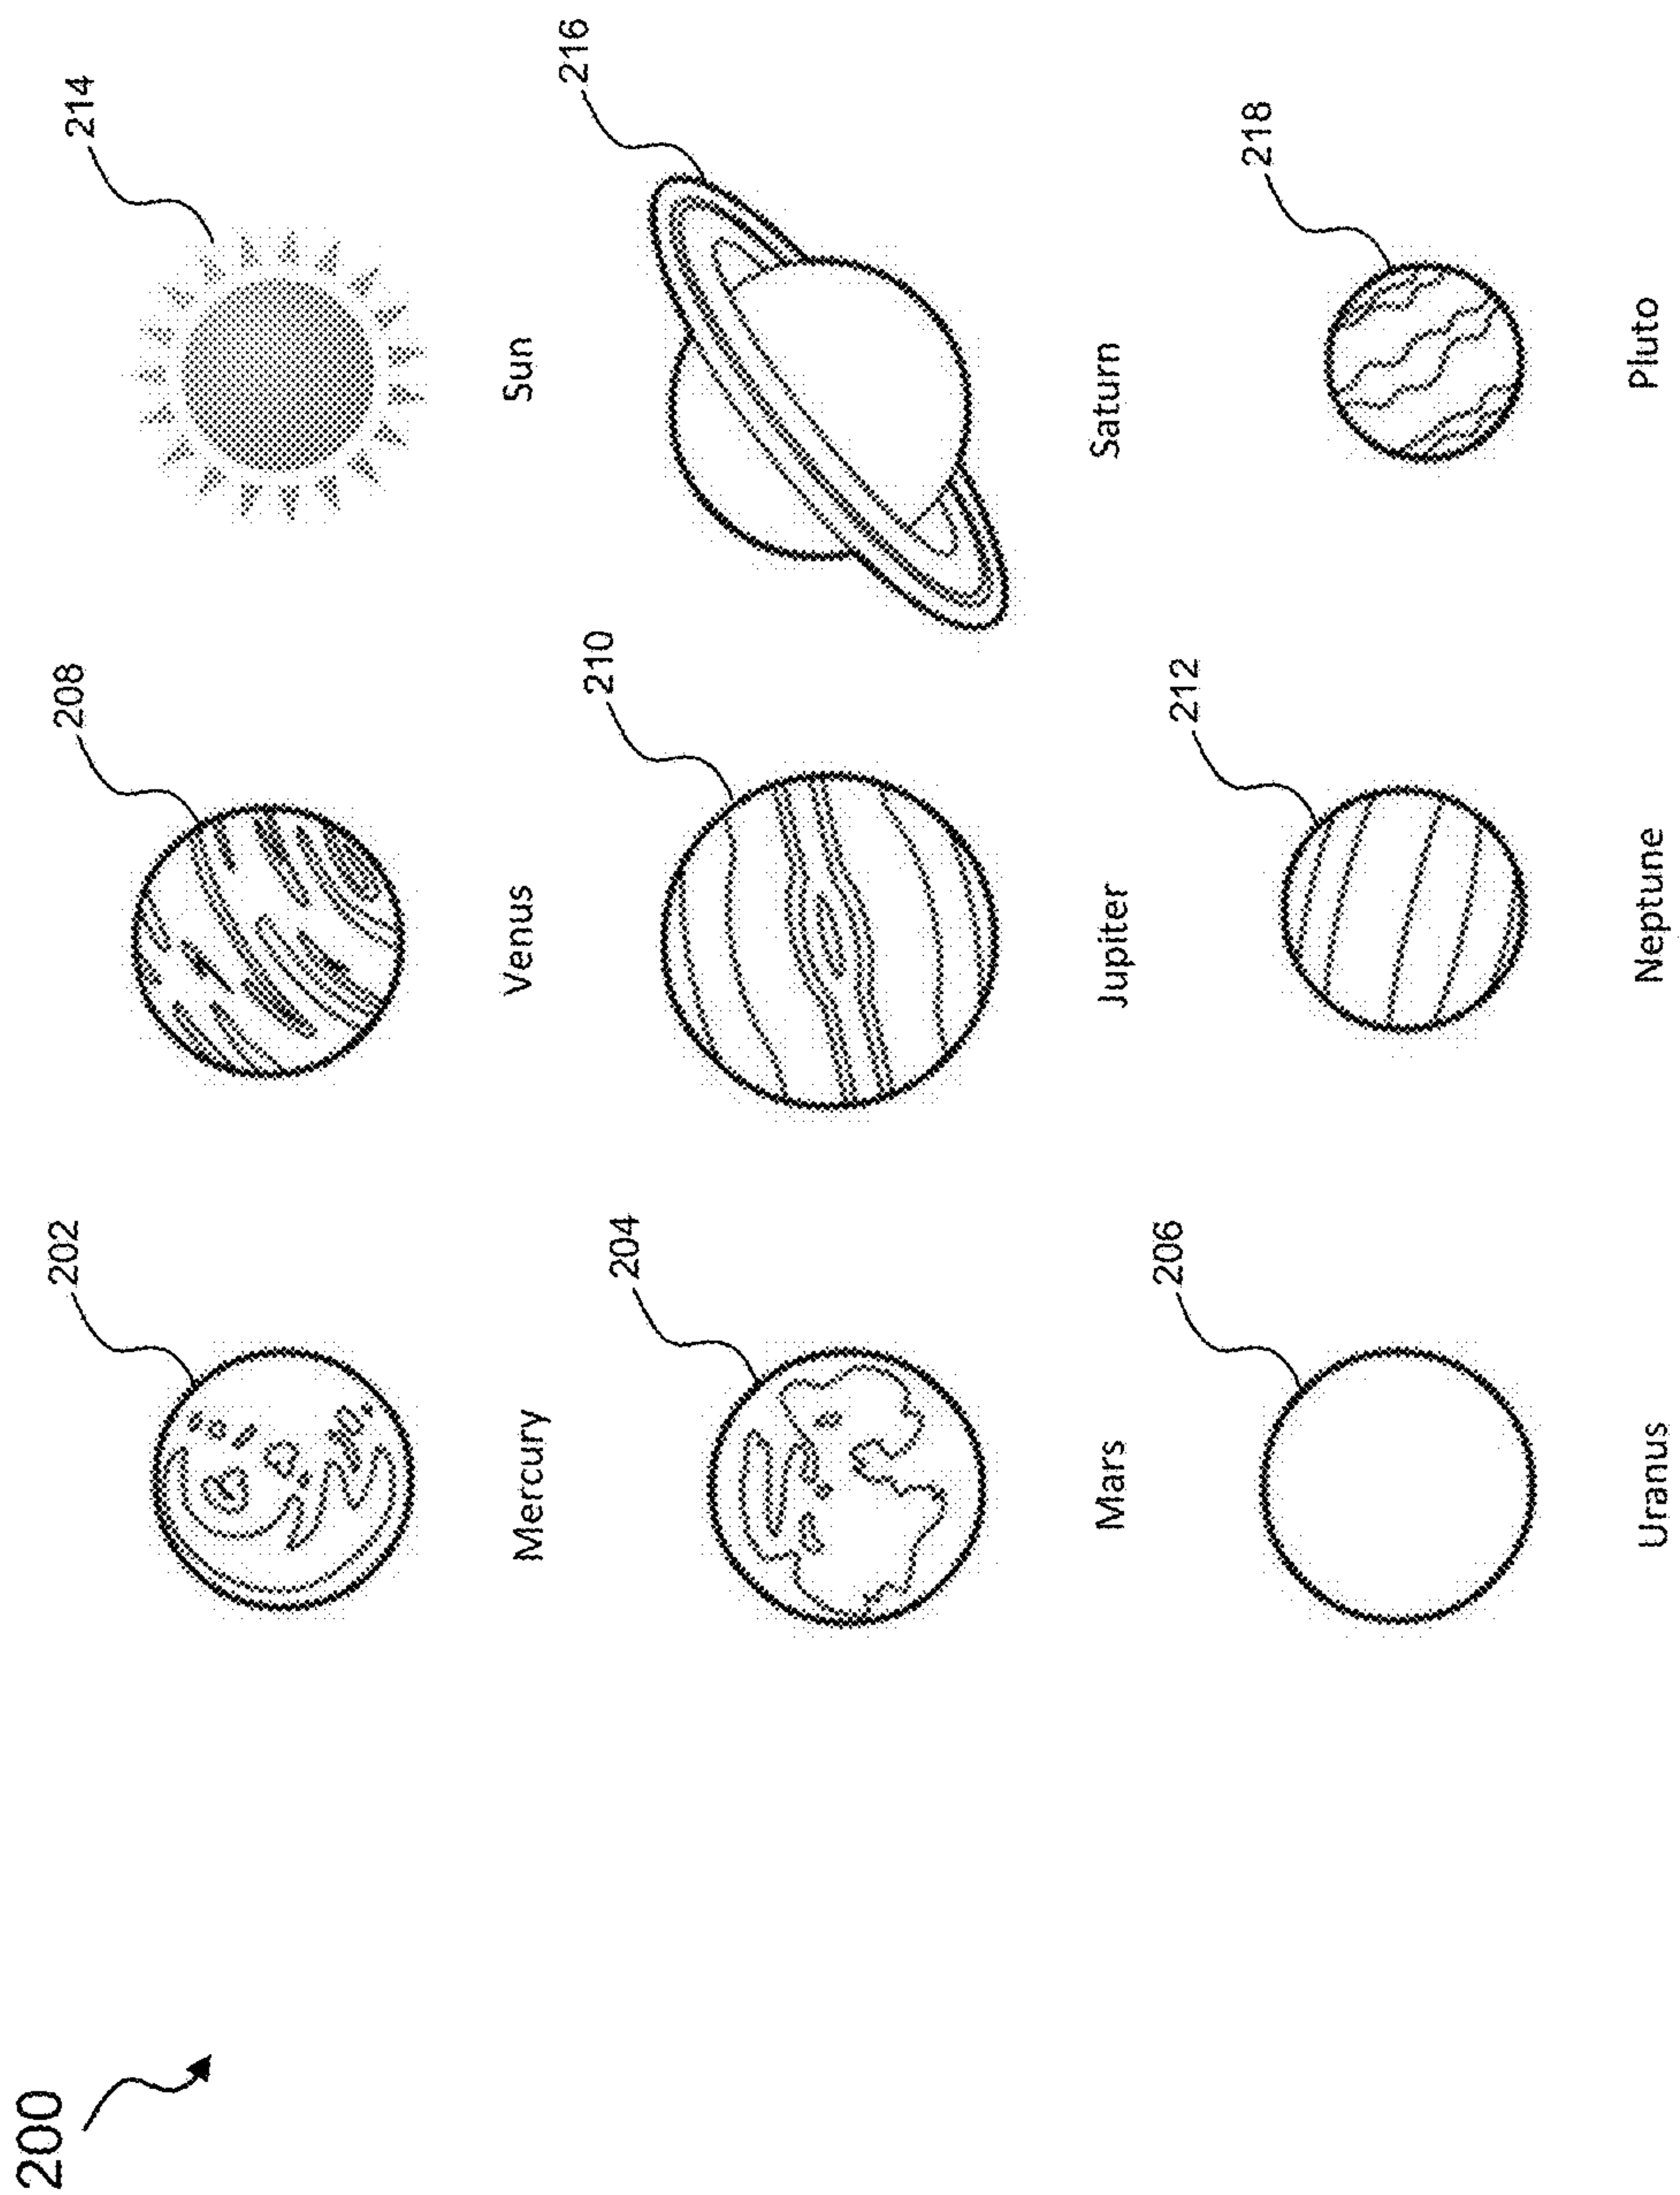 200
202
208
214
Mercury
Venus
Sun
204
210
216
Mars
Jupiter
Saturn
206
212
218
Uranus
Neptune
Pluto